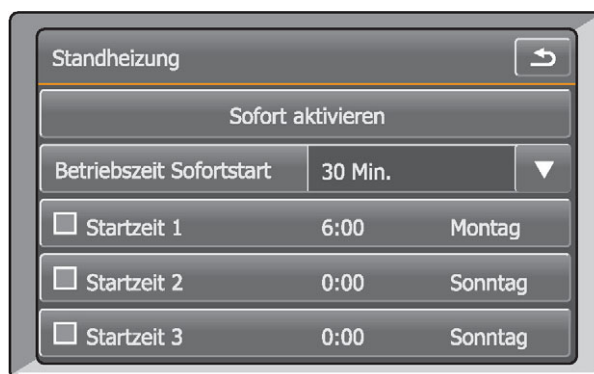 Standheizung
Sofort aktivieren
Betriebszeit Sofortstart 30 Min.
Startzeit 1 6:00 Montag
Startzeit 2 0:00 Sonntag
Startzeit 3 0:00 Sonntag